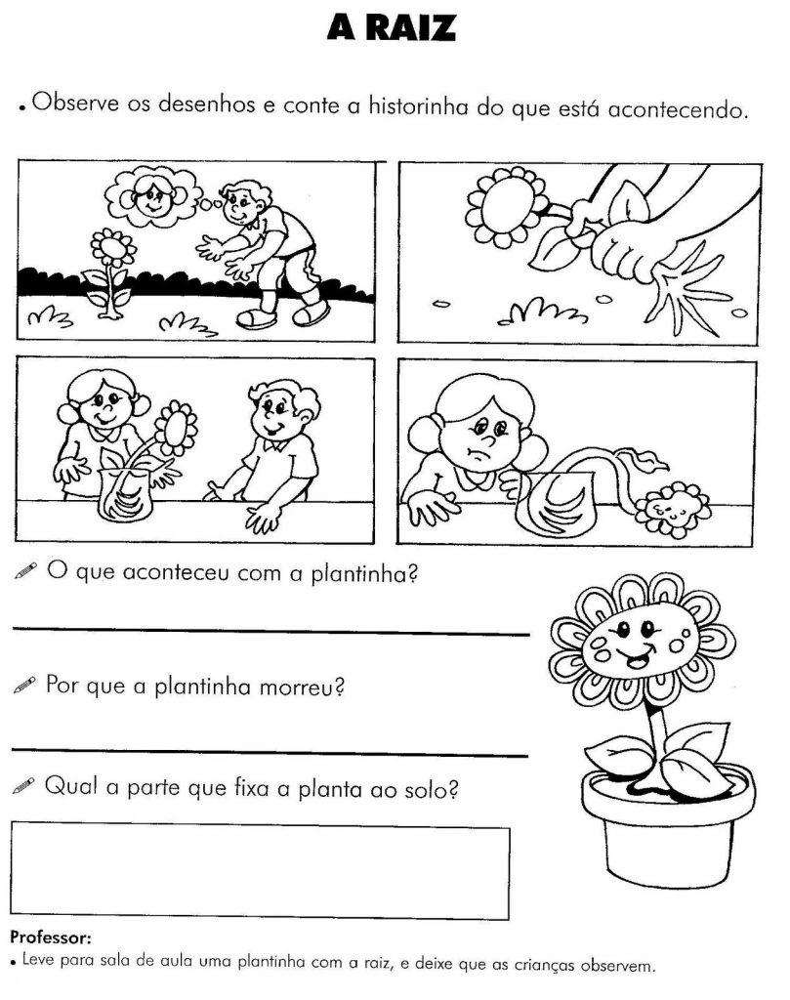 A RAIZ
• Observe os desenhos e conte a historinha do que está acontecendo.
O que aconteceu com a plantinha?
Por que a plantinha morreu?
Qual a parte que fixa a planta ao solo?
Professor:
• Leve para sala de aula uma plantinha com a raiz, e deixe que as crianças observem.